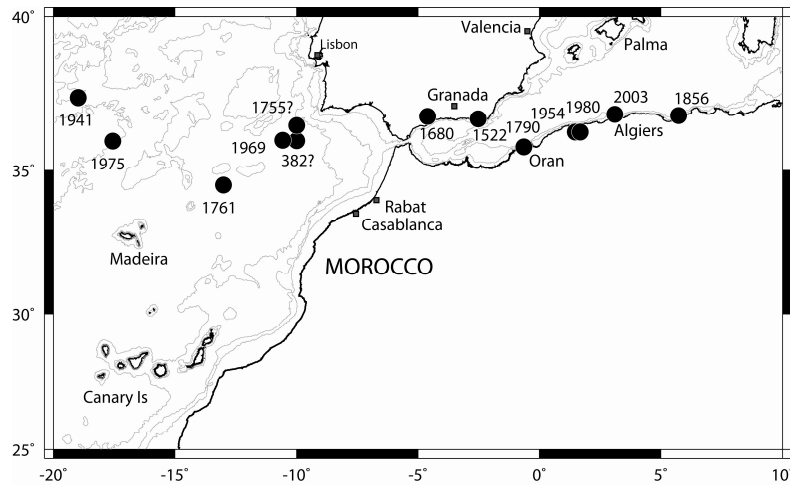 40°
Valencia
Lisbon
Palma
Granada
1941
1755?
1954 1980 2003 1856
1680 1522 1790
Algiers
1975
1969
382?
Oran
35°
1761
Rabat
Casablanca
Madeira
MOROCCO
30°
Canary Is
25°
-20° -15° -10° -5° 0° 5° 10°